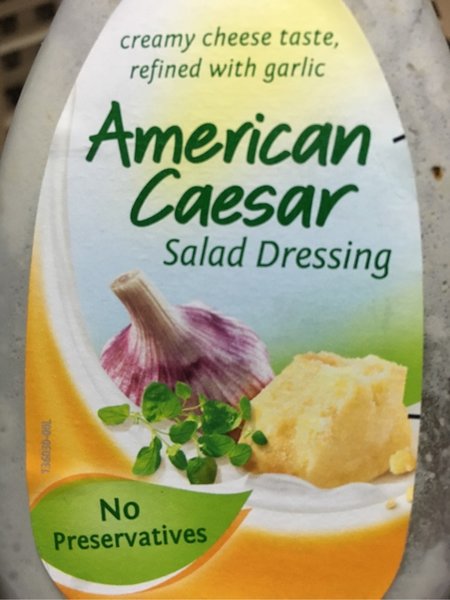 creamy cheese taste,
refined with garlic
American
Caesar
Salad Dressing
No
Preservatives